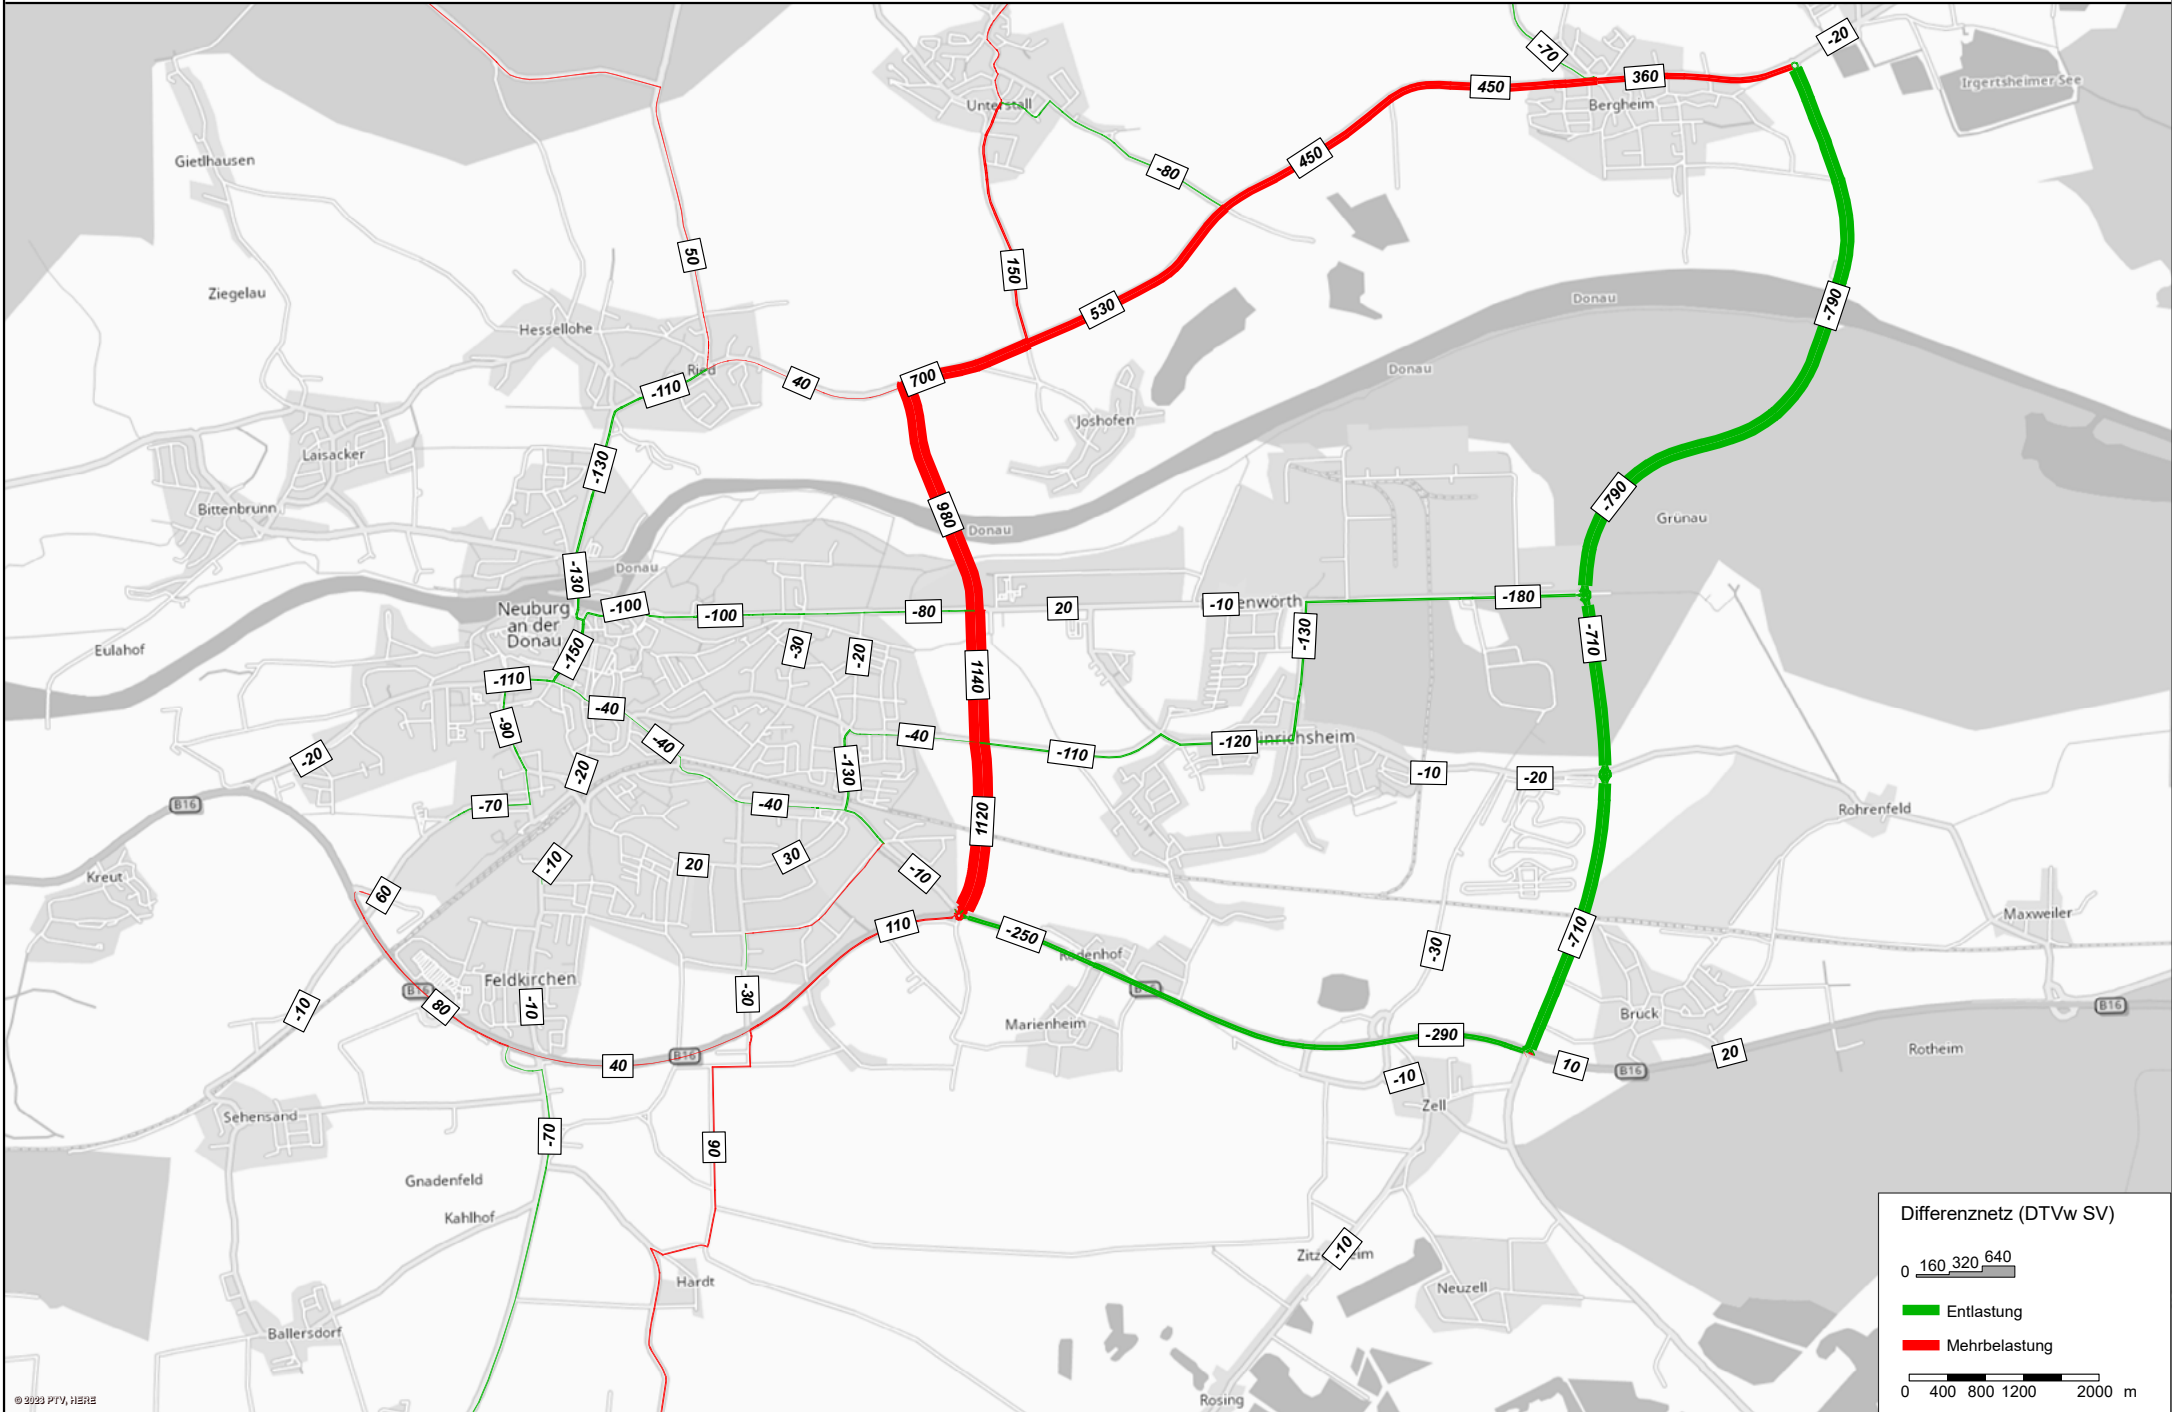 -20
-70
360
450
Bergheim
Irgertsheimer See
Unterstall
450
-80
Gietlhausen
50
150
Ziegelau
Donau
-790
530
Hessellohe
Ried
40
700
Donau
-110
Joshofen
Laisacker
-130
-790
Bittenbrunn
980
Donau
Grünau
Donau
-130
Neuburg
an der
Donau
-100
-100
-80
20
-10
enwörth
-180
-130
-710
Eulahof
-150
-30
-20
-110
1140
-40
-90
-40
-40
-110
-120
inrichsheim
-20
-20
-130
-10
-20
B16
-70
-40
1120
Rohrenfeld
Kreut
-10
20
30
-10
60
110
-250
Rödenhof
-30
-710
Maxweiler
Feldkirchen
B16
80
-10
-30
-10
B16
Marienheim
Bruck
B16
-290
40
B16
10
20
Rotheim
B16
-10
Zell
Sehensand
-70
90
Gnadenfeld
Kahlhof
-10
Hardt
Neuzell
Ballersdorf
Rosing
Differenznetz (DTVw SV)
0 160 320 640
Entlastung
Mehrbelastung
0 400 800 1200 2000 m
© 2023 PTV, HERE